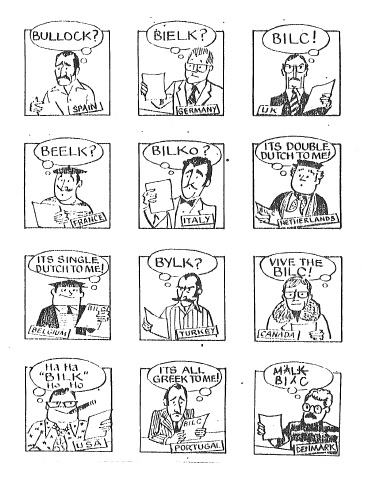 BULLOCK?
SPAIN
BIELK?
GERMANY
BILC!
UK
BEELK?
FRANCE
BILKO?
ITALY
ITS DOUBLE
DUTCH TO ME!
NETHERLANDS
ITS SINGLE
DUTCH TO ME!
BILC
BELGIUM
BYLK?
TURKEY
VIVE THE
BILC!
CANADA
Ha Ha
"BILK"
Ho Ho
USA
ITS ALL
GREEK TO ME!
BILC
PORTUGAL
BILC
DENMARK